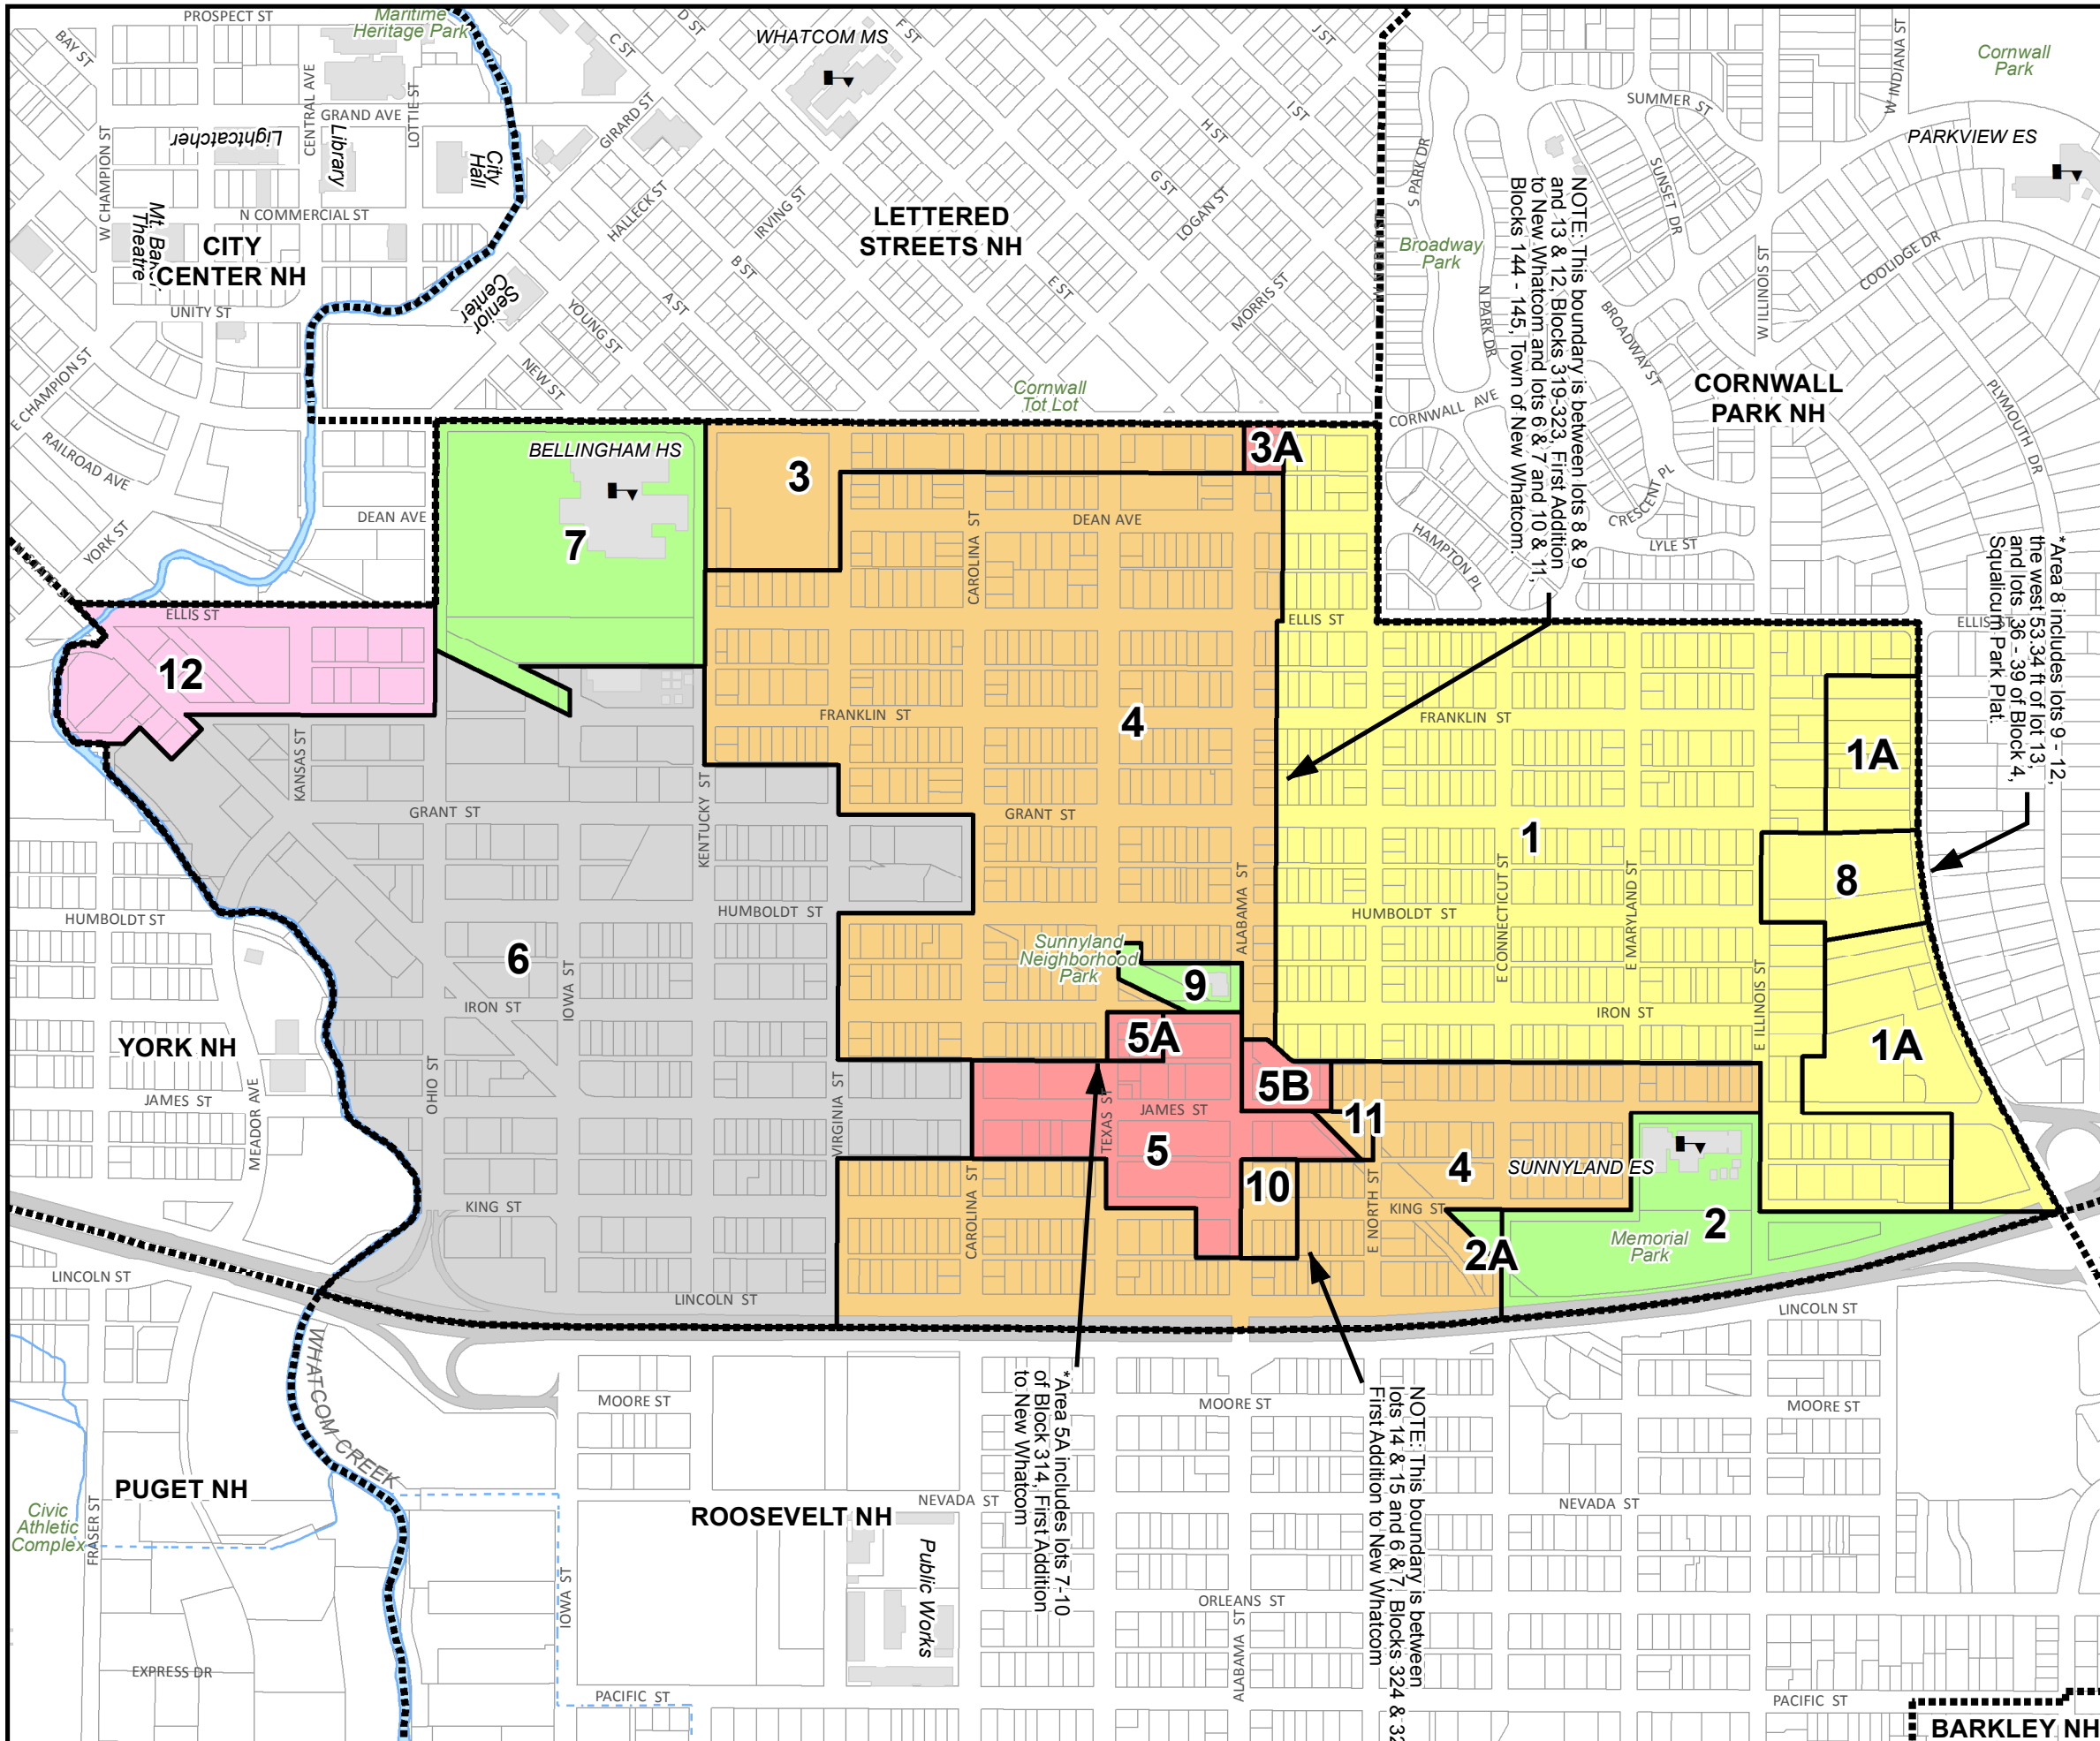 PROSPECT ST
Maritime
Heritage Park
BAY ST
C ST
D ST
WHATCOM MS
F ST
J ST
W INDIANA ST
Cornwall
Park
CENTRAL AVE
LOTTIE ST
GRAND AVE
GIRARD ST
SUMMER ST
I ST
H ST
PARKVIEW ES
W CHAMPION ST
Lightcatcher
Library
City
Hall
S PARK DR
SUNSET DR
G ST
HALLECK ST
IRVING ST
LOGAN ST
N COMMERCIAL ST
Mt. Baker
Theatre
CITY
CENTER NH
LETTERED
STREETS NH
Broadway
Park
COOLIDGE DR
W ILLINOIS ST
NOTE: This boundary is between lots 8 & 9
and 13 & 12, Blocks 319-323, First Addition
to New Whatcom and lots 6 & 7 and 10 & 11,
Blocks 144 - 145, Town of New Whatcom.
B ST
A ST
E ST
Senior
Center
YOUNG ST
MORRIS ST
N PARK DR
BROADWAY ST
UNITY ST
NEW ST
E CHAMPION ST
Cornwall
Tot Lot
CORNWALL AVE
CORNWALL
PARK NH
PLYMOUTH DR
RAILROAD AVE
BELLINGHAM HS
3
3A
CRESCENT PL
DEAN AVE
YORK ST
7
CAROLINA ST
DEAN AVE
HAMPTON PL
LYLE ST
*Area 8 includes lots 9 - 12,
the west 53.34 ft of lot 13,
and lots 36 - 39 of Block 4,
Squalicum Park Plat.
ELLIS ST
ELLIS ST
12
FRANKLIN ST
4
FRANKLIN ST
1A
KANSAS ST
KENTUCKY ST
GRANT ST
GRANT ST
1
8
ALABAMA ST
E CONNECTICUT ST
E MARYLAND ST
HUMBOLDT ST
HUMBOLDT ST
HUMBOLDT ST
6
Sunnyland
Neighborhood
Park
9
IOWA ST
IRON ST
IRON ST
E ILLINOIS ST
YORK NH
5A
1A
OHIO ST
5B
MEADOR AVE
JAMES ST
VIRGINIA ST
TEXAS ST
JAMES ST
11
5
4
SUNNYLAND ES
10
KING ST
CAROLINA ST
E NORTH ST
KING ST
2
2A
Memorial
Park
LINCOLN ST
LINCOLN ST
LINCOLN ST
WHATCOM CREEK
*Area 5A includes lots 7-10
of Block 314, First Addition
to New Whatcom
NOTE: This boundary is between
lots 14 & 15 and 6 & 7, Blocks 324 &
First Addition to New Whatcom
MOORE ST
MOORE ST
MOORE ST
PUGET NH
Civic
Athletic
Complex
FRASER ST
ROOSEVELT NH
NEVADA ST
NEVADA ST
Public Works
IOWA ST
ORLEANS ST
ALABAMA ST
EXPRESS DR
PACIFIC ST
PACIFIC ST
BARKLEY NH